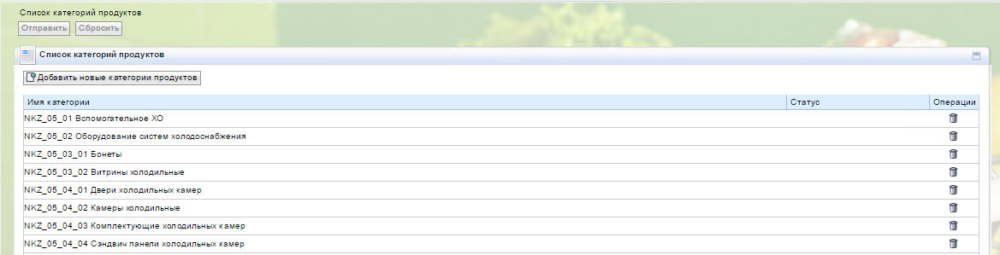 Список категорий продуктов
Отправить Сбросить
Список категорий продуктов
Добавить новые категории продуктов
Имя категории Статус Операции
NKZ_05_01 Вспомогательное ХО
NKZ_05_02 Оборудование систем холодоснабжения
NKZ_05_03_01 Бонеты
NKZ_05_03_02 Витрины холодильные
NKZ_05_04_01 Двери холодильных камер
NKZ_05_04_02 Камеры холодильные
NKZ_05_04_03 Комплектующие холодильных камер
NKZ_05_04_04 Сэндвич панели холодильных камер